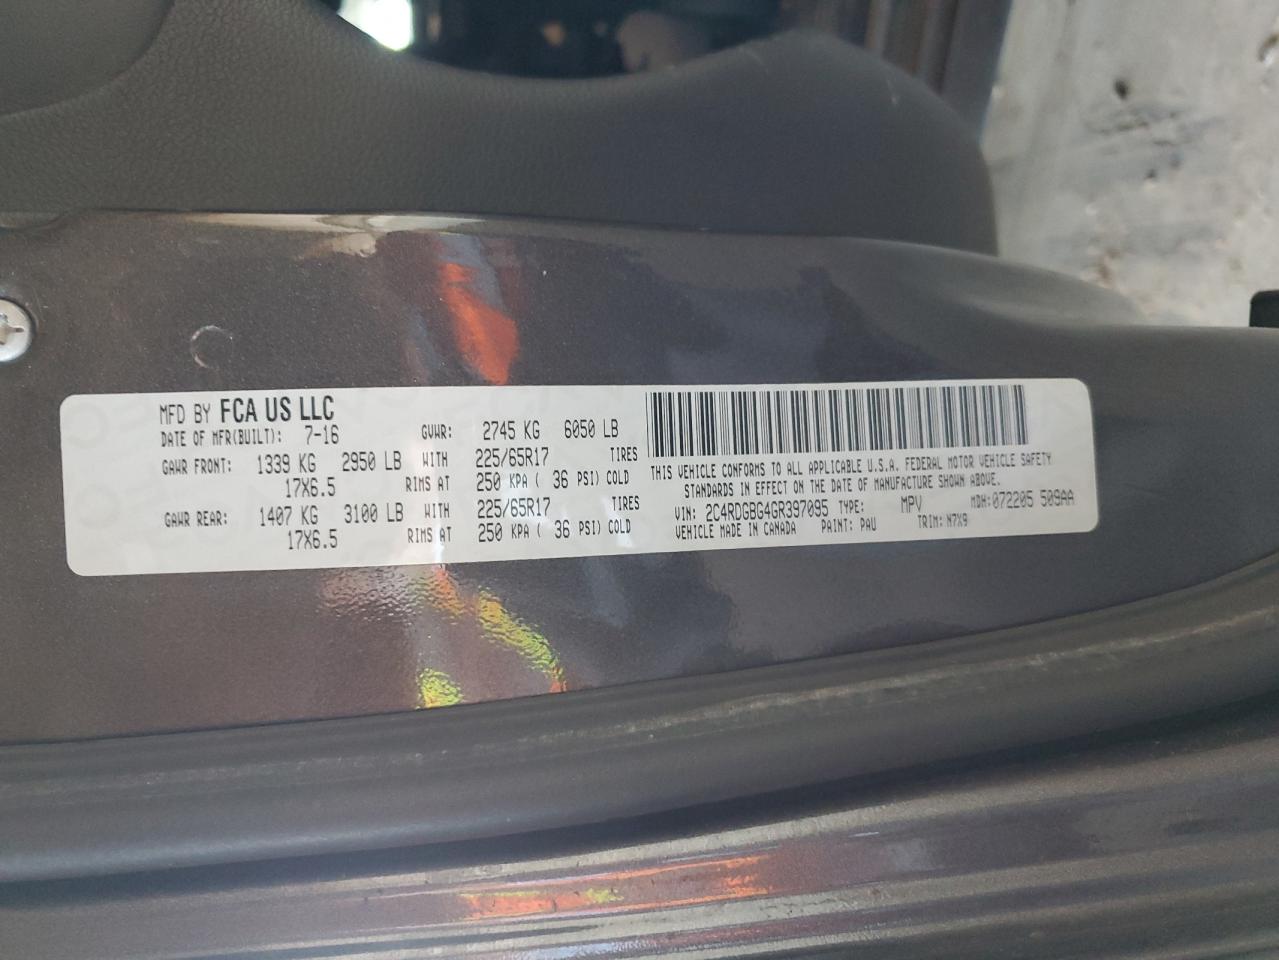 MFD BY FCA US LLC
DATE OF MFR(BUILT): 7-16 GVWR: 2745 KG 6050 LB
GAWR FRONT: 1339 KG 2950 LB WITH 225/65R17 TIRES
17X6.5 RIMS AT 250 KPA ( 36 PSI) COLD
GAWR REAR: 1407 KG 3100 LB WITH 225/65R17 TIRES
17X6.5 RIMS AT 250 KPA ( 36 PSI) COLD
THIS VEHICLE CONFORMS TO ALL APPLICABLE U.S.A. FEDERAL MOTOR VEHICLE SAFETY
STANDARDS IN EFFECT ON THE DATE OF MANUFACTURE SHOWN ABOVE.
VIN: 2C4RDGBG4GR397095 TYPE: MPV MDH: 072205 509AA
VEHICLE MADE IN CANADA PAINT: PAU TRIM: N7X9